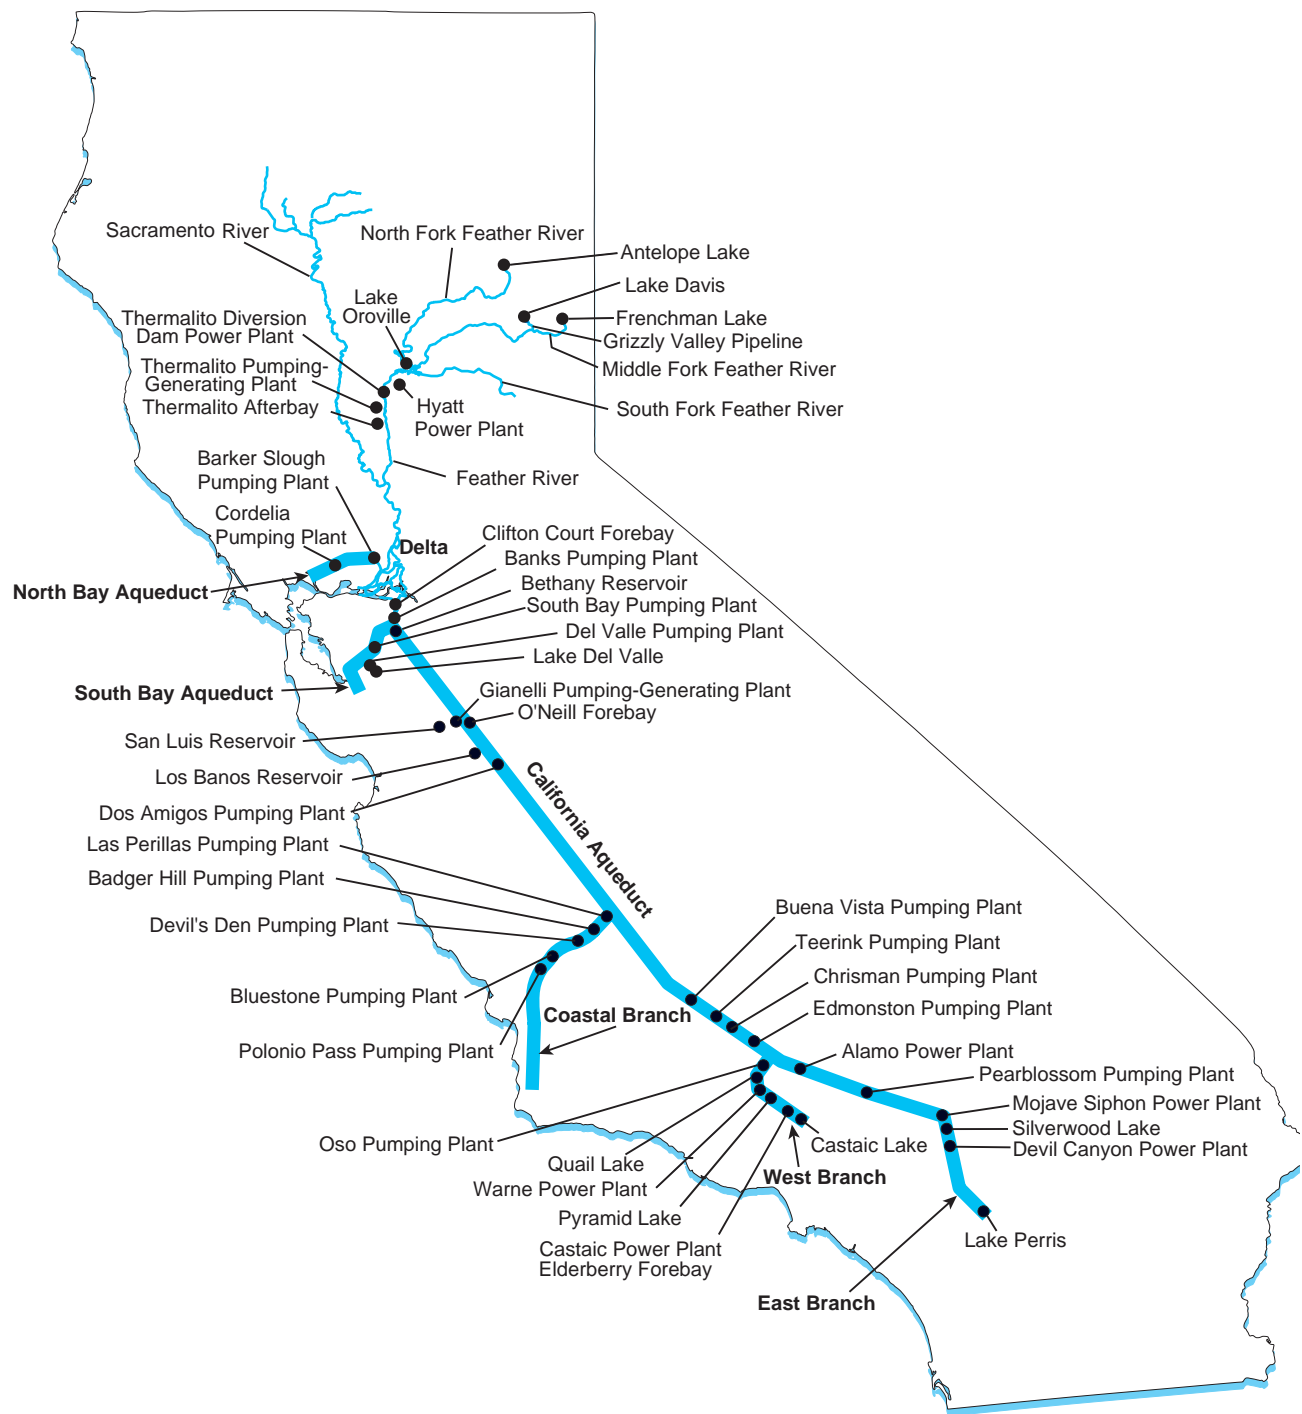 Sacramento River
North Fork Feather River
Antelope Lake
Lake Davis
Lake
Oroville
Frenchman Lake
Thermalito Diversion
Dam Power Plant
Grizzly Valley Pipeline
Middle Fork Feather River
Thermalito Pumping-
Generating Plant
Thermalito Afterbay
Hyatt
Power Plant
South Fork Feather River
Barker Slough
Pumping Plant
Feather River
Cordelia
Pumping Plant
Clifton Court Forebay
Delta
Banks Pumping Plant
Bethany Reservoir
North Bay Aqueduct
South Bay Pumping Plant
Del Valle Pumping Plant
Lake Del Valle
South Bay Aqueduct
Gianelli Pumping-Generating Plant
O'Neill Forebay
San Luis Reservoir
Los Banos Reservoir
Dos Amigos Pumping Plant
California Aqueduct
Las Perillas Pumping Plant
Badger Hill Pumping Plant
Devil's Den Pumping Plant
Buena Vista Pumping Plant
Teerink Pumping Plant
Chrisman Pumping Plant
Bluestone Pumping Plant
Edmonston Pumping Plant
Coastal Branch
Polonio Pass Pumping Plant
Alamo Power Plant
Pearblossom Pumping Plant
Mojave Siphon Power Plant
Silverwood Lake
Oso Pumping Plant
Castaic Lake
Devil Canyon Power Plant
Quail Lake
West Branch
Warne Power Plant
Pyramid Lake
Lake Perris
Castaic Power Plant
Elderberry Forebay
East Branch